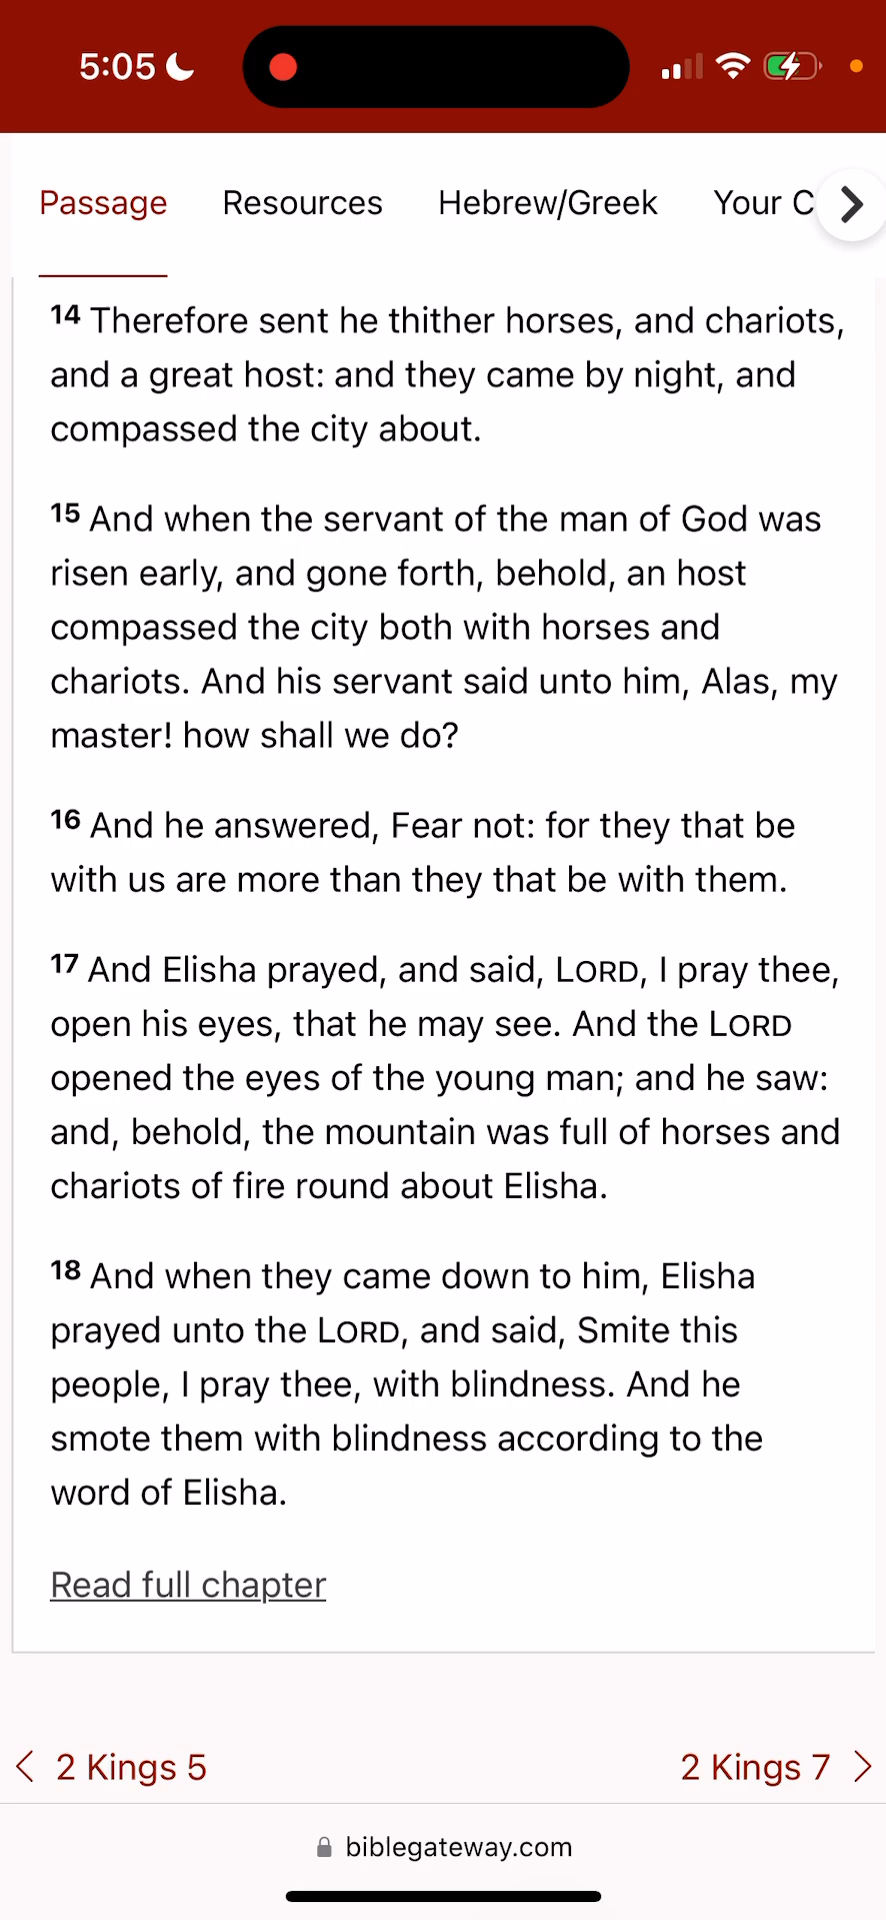 5:05
Passage Resources Hebrew/Greek Your C
14 Therefore sent he thither horses, and chariots,
and a great host: and they came by night, and
compassed the city about.
15 And when the servant of the man of God was
risen early, and gone forth, behold, an host
compassed the city both with horses and
chariots. And his servant said unto him, Alas, my
master! how shall we do?
16 And he answered, Fear not: for they that be
with us are more than they that be with them.
17 And Elisha prayed, and said, LORD, I pray thee,
open his eyes, that he may see. And the LORD
opened the eyes of the young man; and he saw:
and, behold, the mountain was full of horses and
chariots of fire round about Elisha.
18 And when they came down to him, Elisha
prayed unto the LORD, and said, Smite this
people, I pray thee, with blindness. And he
smote them with blindness according to the
word of Elisha.
Read full chapter
2 Kings 5 2 Kings 7
biblegateway.com